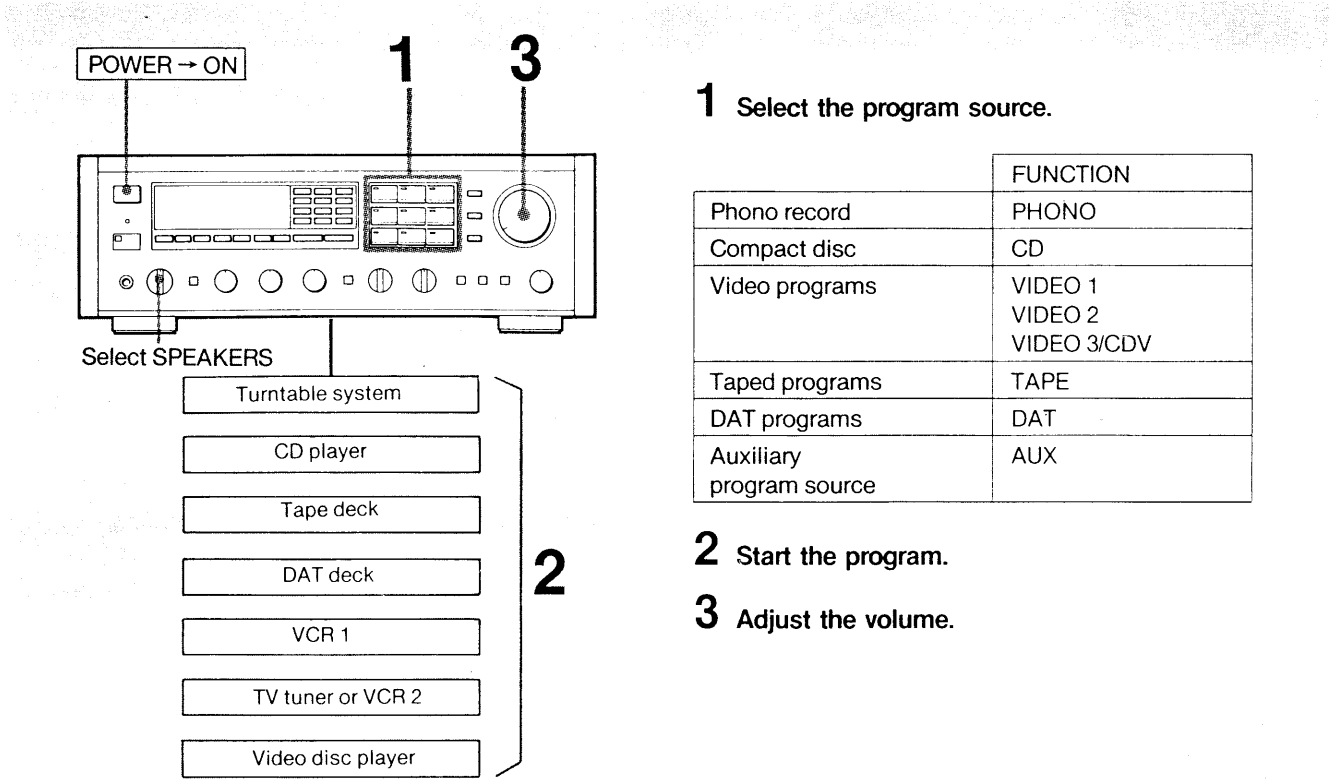 POWER → ON
1
3
Select SPEAKERS
Turntable system
CD player
Tape deck
DAT deck
VCR 1
TV tuner or VCR 2
Video disc player
2
1 Select the program source.
FUNCTION
Phono record PHONO
Compact disc CD
Video programs VIDEO 1
VIDEO 2
VIDEO 3/CDV
Taped programs TAPE
DAT programs DAT
Auxiliary AUX
program source
2 Start the program.
3 Adjust the volume.